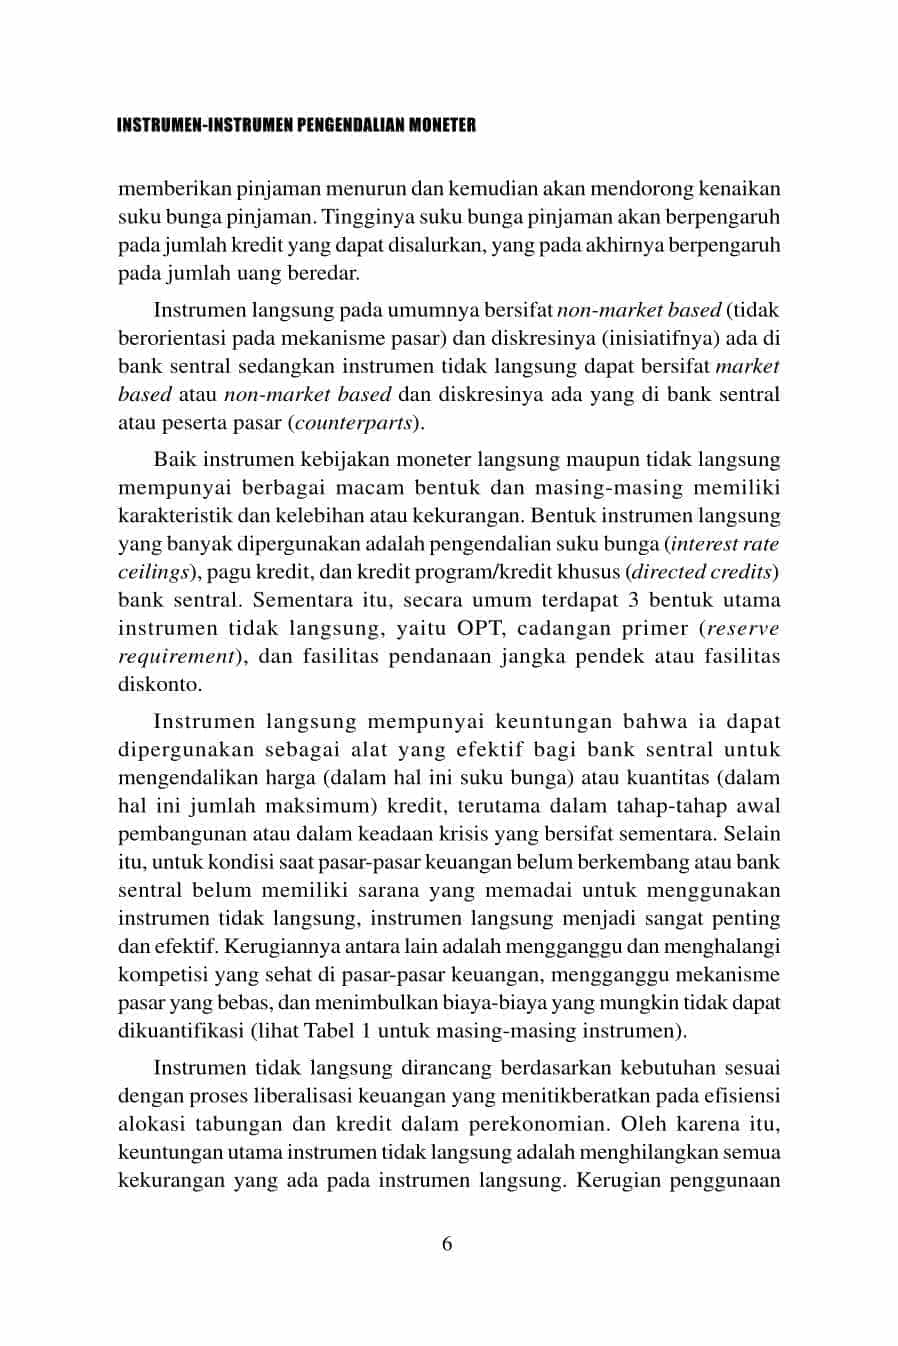 INSTRUMEN-INSTRUMEN PENGENDALIAN MONETER
memberikan pinjaman menurun dan kemudian akan mendorong kenaikan
suku bunga pinjaman. Tingginya suku bunga pinjaman akan berpengaruh
pada jumlah kredit yang dapat disalurkan, yang pada akhirnya berpengaruh
pada jumlah uang beredar.
Instrumen langsung pada umumnya bersifat non-market based (tidak
berorientasi pada mekanisme pasar) dan diskresinya (inisiatifnya) ada di
bank sentral sedangkan instrumen tidak langsung dapat bersifat market
based atau non-market based dan diskresinya ada yang di bank sentral
atau peserta pasar (counterparts).
Baik instrumen kebijakan moneter langsung maupun tidak langsung
mempunyai berbagai macam bentuk dan masing-masing memiliki
karakteristik dan kelebihan atau kekurangan. Bentuk instrumen langsung
yang banyak dipergunakan adalah pengendalian suku bunga (interest rate
ceilings), pagu kredit, dan kredit program/kredit khusus (directed credits)
bank sentral. Sementara itu, secara umum terdapat 3 bentuk utama
instrumen tidak langsung, yaitu OPT, cadangan primer (reserve
requirement), dan fasilitas pendanaan jangka pendek atau fasilitas
diskonto.
Instrumen langsung mempunyai keuntungan bahwa ia dapat
dipergunakan sebagai alat yang efektif bagi bank sentral untuk
mengendalikan harga (dalam hal ini suku bunga) atau kuantitas (dalam
hal ini jumlah maksimum) kredit, terutama dalam tahap-tahap awal
pembangunan atau dalam keadaan krisis yang bersifat sementara. Selain
itu, untuk kondisi saat pasar-pasar keuangan belum berkembang atau bank
sentral belum memiliki sarana yang memadai untuk menggunakan
instrumen tidak langsung, instrumen langsung menjadi sangat penting
dan efektif. Kerugiannya antara lain adalah mengganggu dan menghalangi
kompetisi yang sehat di pasar-pasar keuangan, mengganggu mekanisme
pasar yang bebas, dan menimbulkan biaya-biaya yang mungkin tidak dapat
dikuantifikasi (lihat Tabel 1 untuk masing-masing instrumen).
Instrumen tidak langsung dirancang berdasarkan kebutuhan sesuai
dengan proses liberalisasi keuangan yang menitikberatkan pada efisiensi
alokasi tabungan dan kredit dalam perekonomian. Oleh karena itu,
keuntungan utama instrumen tidak langsung adalah menghilangkan semua
kekurangan yang ada pada instrumen langsung. Kerugian penggunaan
6